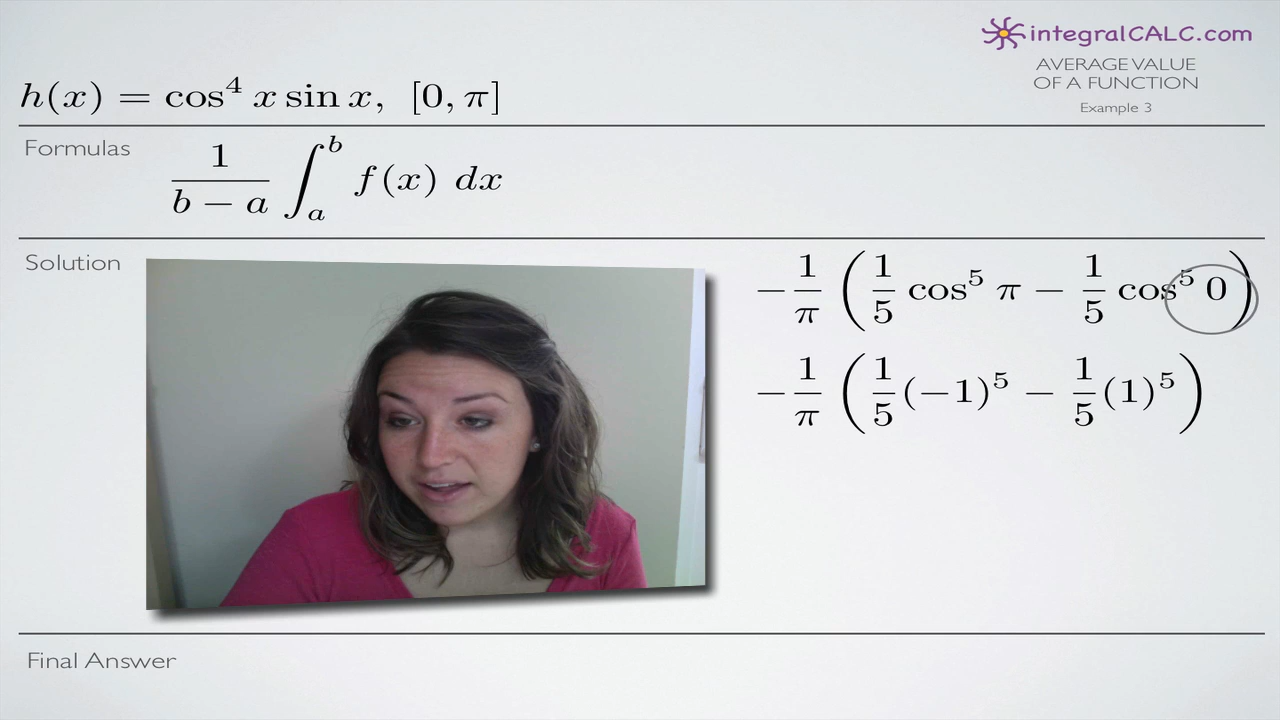 integralCALC.com
AVERAGE VALUE
OF A FUNCTION
Example 3
h(x) = cos⁴ x sin x, [0, π]
Formulas
1/(b − a) ∫ₐᵇ f(x) dx
Solution
−1/π (1/5 cos⁵ π − 1/5 cos⁵ 0)
−1/π (1/5 (−1)⁵ − 1/5 (1)⁵)
Final Answer